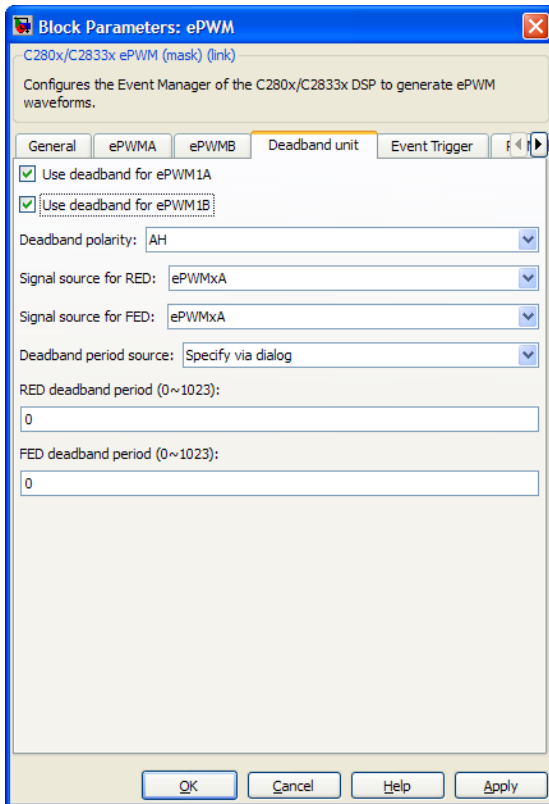 Block Parameters: ePWM
C280x/C2833x ePWM (mask) (link)
Configures the Event Manager of the C280x/C2833x DSP to generate ePWM
waveforms.
General ePWMA ePWMB Deadband unit Event Trigger
Use deadband for ePWM1A
Use deadband for ePWM1B
Deadband polarity: AH
Signal source for RED: ePWMxA
Signal source for FED: ePWMxA
Deadband period source: Specify via dialog
RED deadband period (0~1023):
0
FED deadband period (0~1023):
0
OK Cancel Help Apply